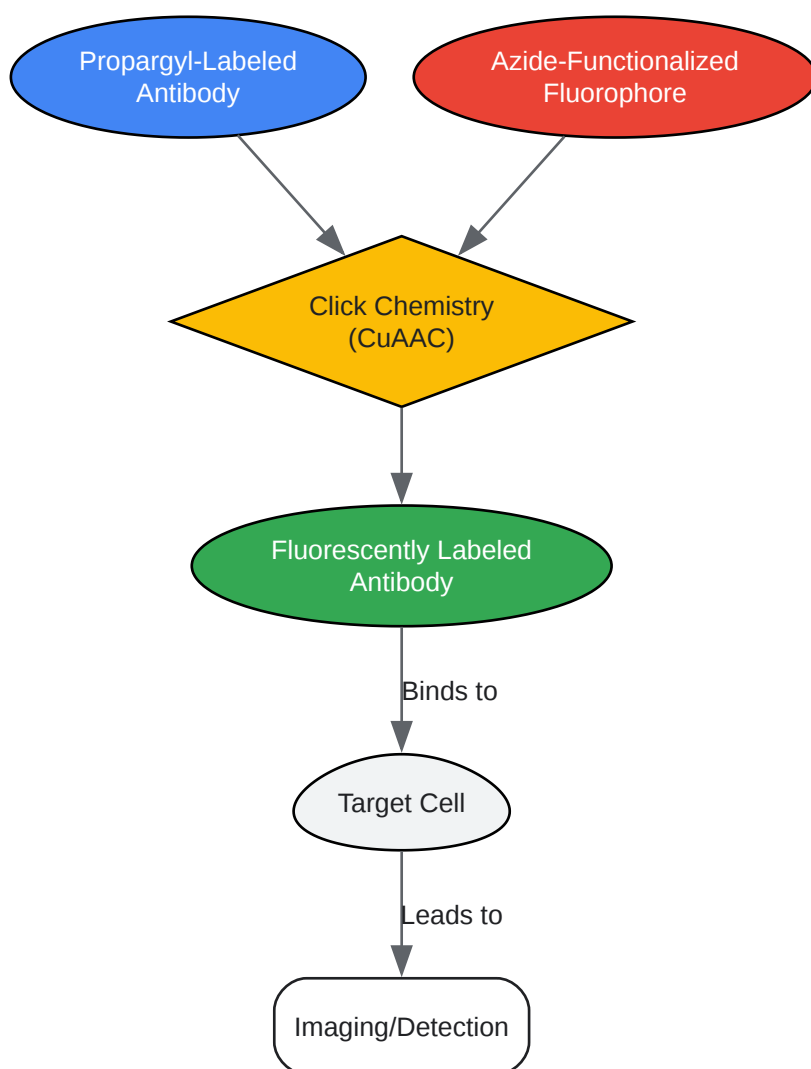 Propargyl-Labeled
Antibody
Azide-Functionalized
Fluorophore
Click Chemistry
(CuAAC)
Fluorescently Labeled
Antibody
Binds to
Target Cell
Leads to
Imaging/Detection